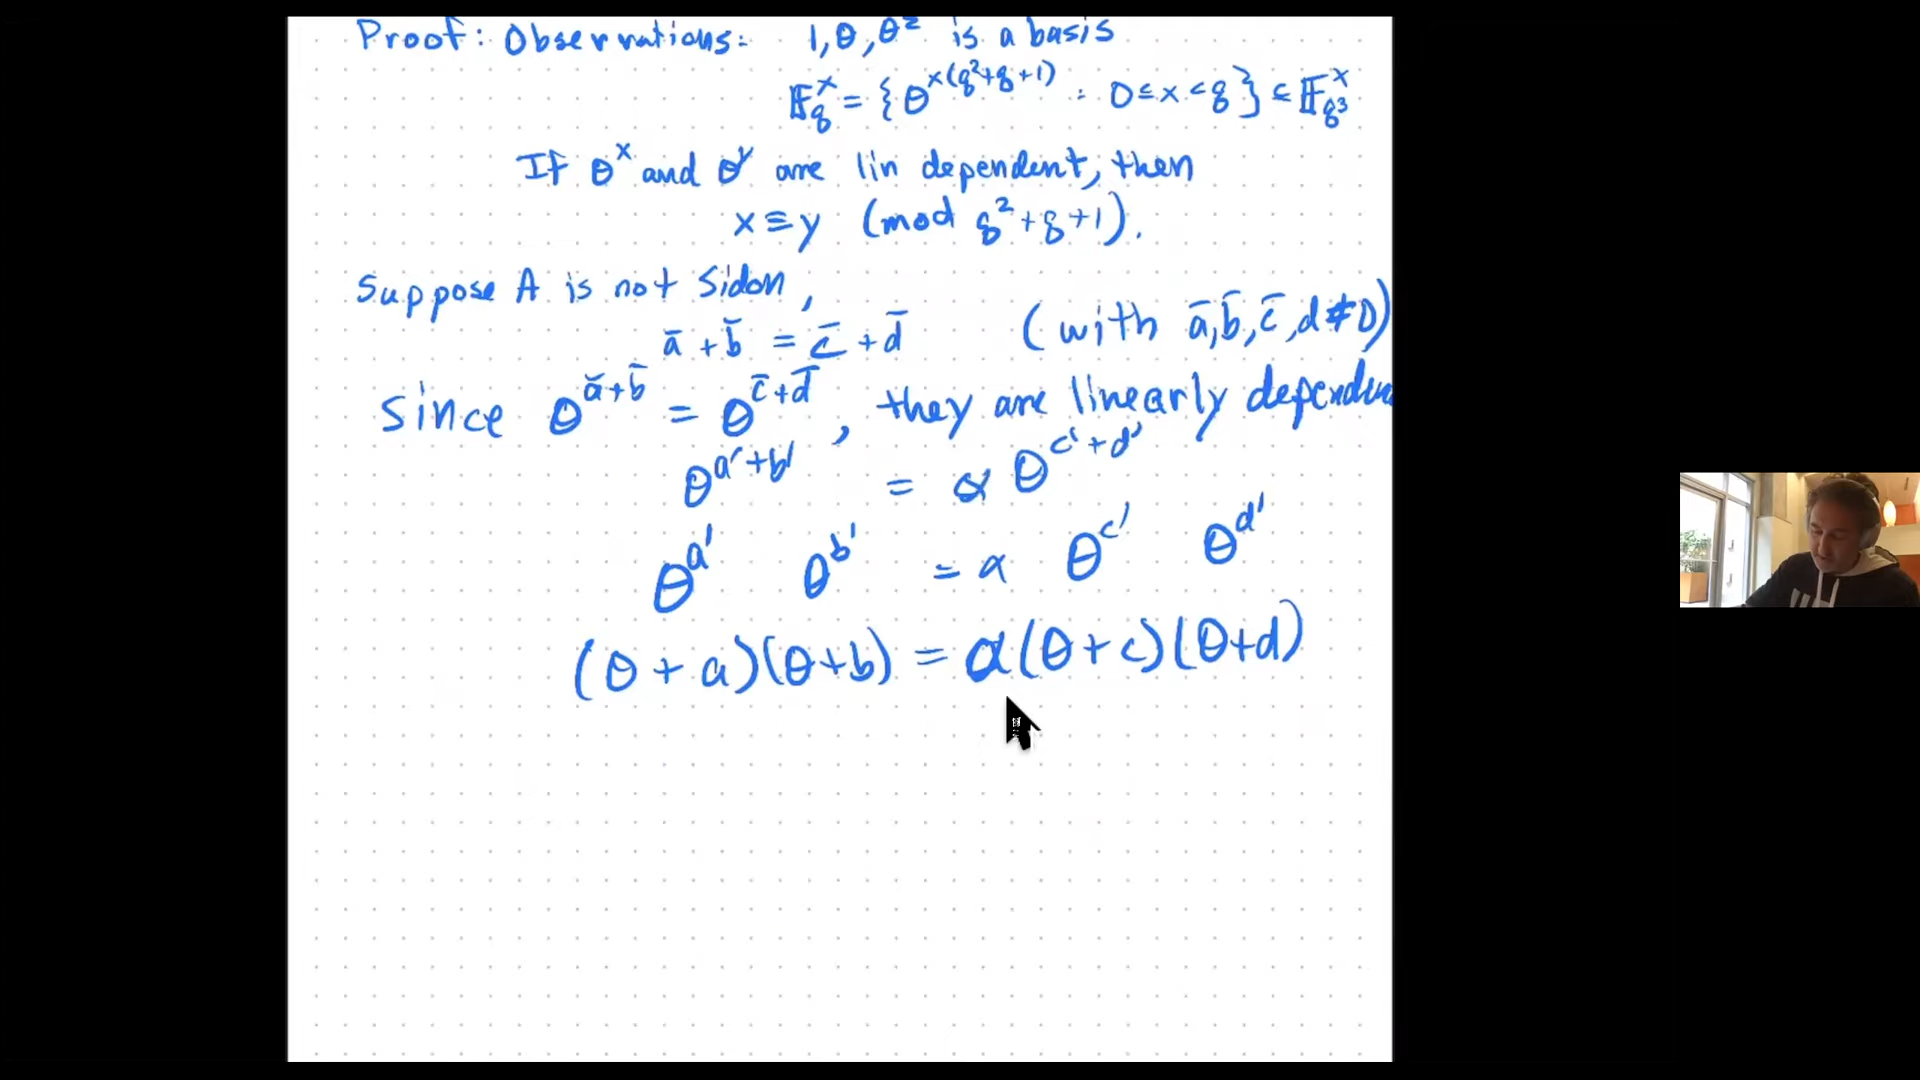 Proof: Observations: 1, θ, θ² is a basis
𝔽_q^× = { θ^{x(q²+q+1)} : 0 ≤ x < q } ⊆ 𝔽_{q³}^×
If θ^x and θ^y are lin dependent, then
x ≡ y (mod q²+q+1).
Suppose A is not Sidon,
ā + b̄ = c̄ + d̄ (with ā, b̄, c̄, d ≠ 0)
Since θ^{ā+b̄} = θ^{c̄+d̄}, they are linearly
θ^{a'+b'} = α θ^{c'+d'}
θ^{a'} θ^{b'} = α θ^{c'} θ^{d'}
(θ + a)(θ+b) = α(θ+c)(θ+d)